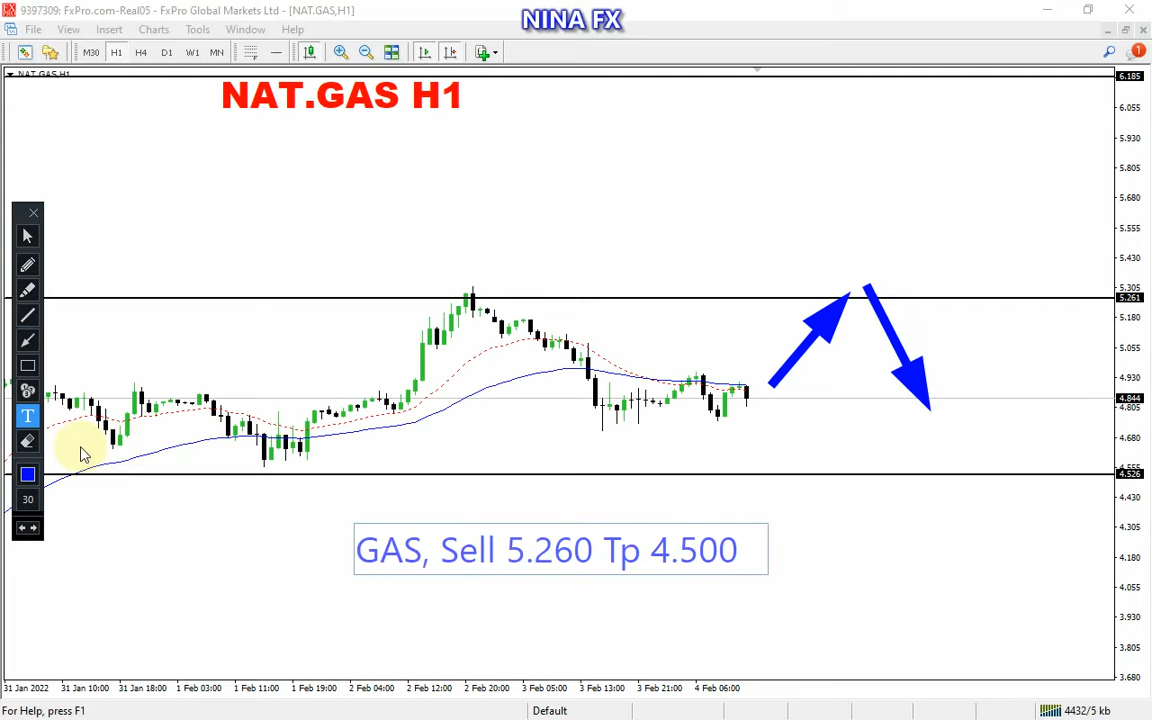 9397309: FxPro.com-Real05 - FxPro Global Markets Ltd - [NAT.GAS,H1]
NINA FX
File View Insert Charts Tools Window Help
M30 H1 H4 D1 W1 MN
1
NAT.GAS H1
NAT.GAS H1
6.185
6.055
5.930
5.805
5.680
5.555
5.430
5.305
5.261
5.180
5.055
4.930
4.844
4.805
4.680
4.555
4.526
4.430
4.305
4.180
4.055
3.930
3.805
3.680
T
30
GAS, Sell 5.260 Tp 4.500
31 Jan 2022 31 Jan 10:00 31 Jan 18:00 1 Feb 03:00 1 Feb 11:00 1 Feb 19:00 2 Feb 04:00 2 Feb 12:00 2 Feb 20:00 3 Feb 05:00 3 Feb 13:00 3 Feb 21:00 4 Feb 06:00
For Help, press F1 Default 4432/5 kb